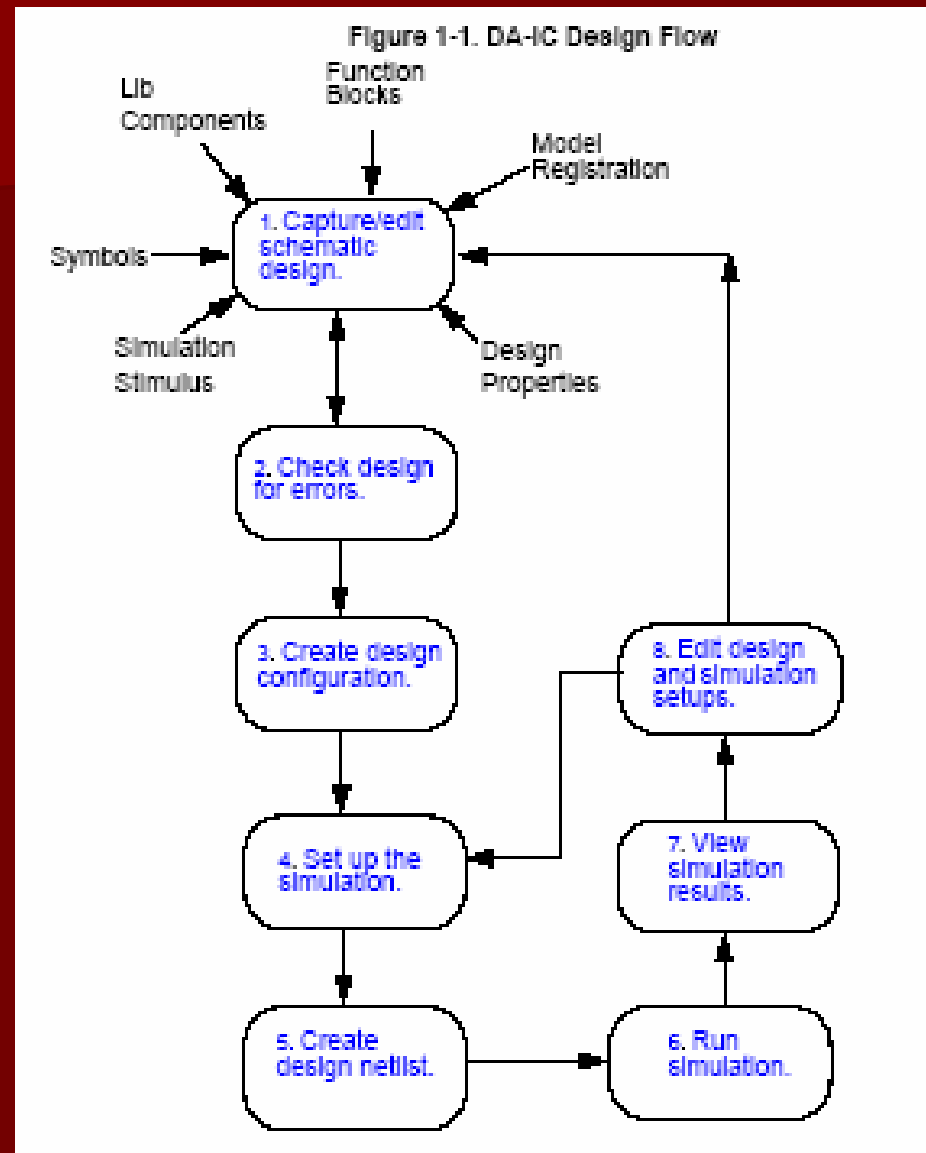 Figure 1-1. DA-IC Design Flow
Lib
Components
Function
Blocks
Model
Registration
Symbols
Simulation
Stimulus
Design
Properties
1. Capture/edit
schematic
design.
2. Check design
for errors.
3. Create design
configuration.
4. Set up the
simulation.
5. Create
design netlist.
6. Run
simulation.
7. View
simulation
results.
8. Edit design
and simulation
setups.